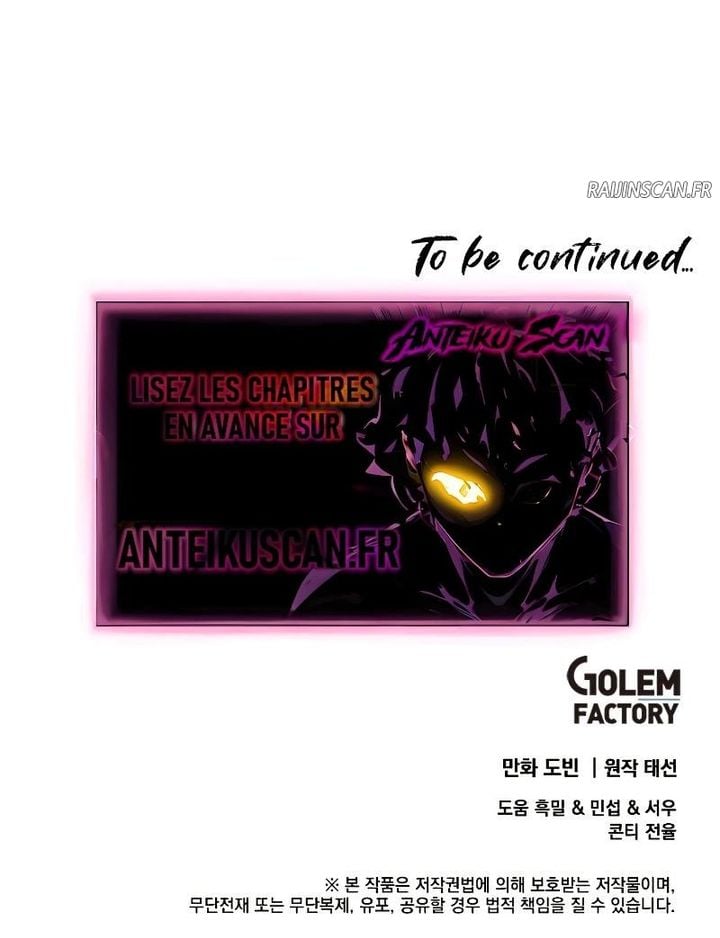 RAIJINSCAN.FR
To be continued...
ANTEIKU SCAN
LISEZ LES CHAPITRES
EN AVANCE SUR
ANTEIKUSCAN.FR
GOLEM
FACTORY
만화 도빈 | 원작 태선
도움 흑밀 & 민섭 & 서우
콘티 전율
※ 본 작품은 저작권법에 의해 보호받는 저작물이며,
무단전재 또는 무단복제, 유포, 공유할 경우 법적 책임을 질 수 있습니다.